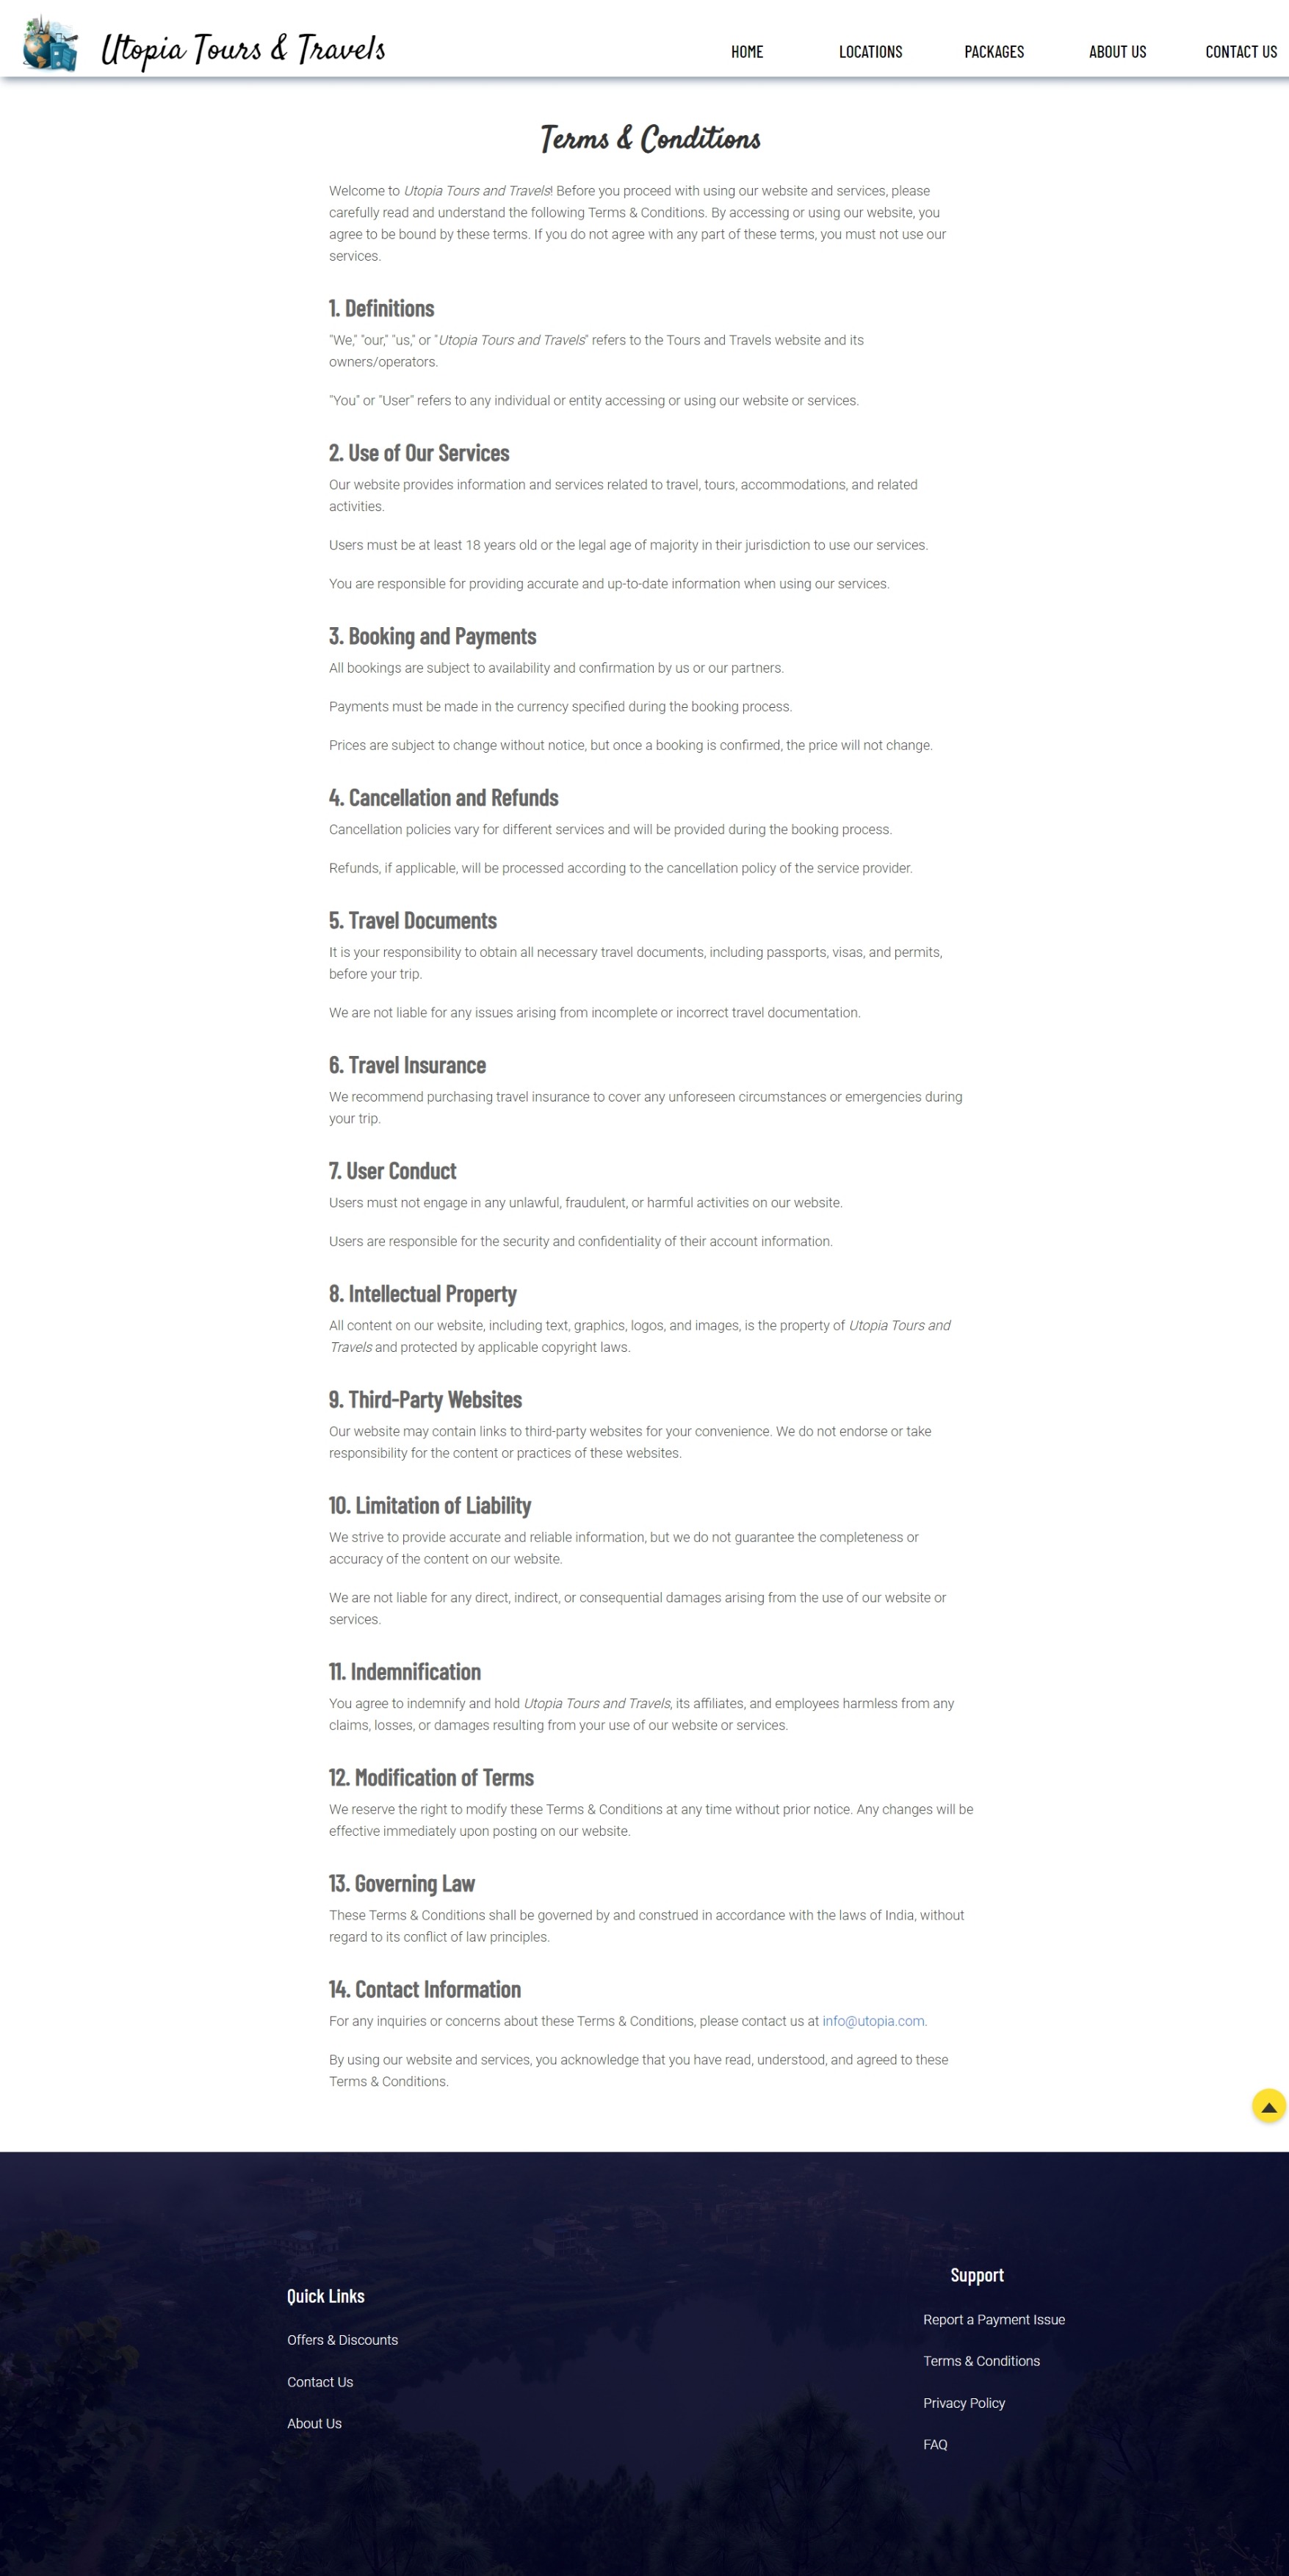 Utopia Tours & Travels
HOME
LOCATIONS
PACKAGES
ABOUT US
CONTACT US
Terms & Conditions
Welcome to Utopia Tours and Travels! Before you proceed with using our website and services, please
carefully read and understand the following Terms & Conditions. By accessing or using our website, you
agree to be bound by these terms. If you do not agree with any part of these terms, you must not use our
services.
1. Definitions
"We," "our," "us," or "Utopia Tours and Travels" refers to the Tours and Travels website and its
owners/operators.
"You" or "User" refers to any individual or entity accessing or using our website or services.
2. Use of Our Services
Our website provides information and services related to travel, tours, accommodations, and related
activities.
Users must be at least 18 years old or the legal age of majority in their jurisdiction to use our services.
You are responsible for providing accurate and up-to-date information when using our services.
3. Booking and Payments
All bookings are subject to availability and confirmation by us or our partners.
Payments must be made in the currency specified during the booking process.
Prices are subject to change without notice, but once a booking is confirmed, the price will not change.
4. Cancellation and Refunds
Cancellation policies vary for different services and will be provided during the booking process.
Refunds, if applicable, will be processed according to the cancellation policy of the service provider.
5. Travel Documents
It is your responsibility to obtain all necessary travel documents, including passports, visas, and permits,
before your trip.
We are not liable for any issues arising from incomplete or incorrect travel documentation.
6. Travel Insurance
We recommend purchasing travel insurance to cover any unforeseen circumstances or emergencies during
your trip.
7. User Conduct
Users must not engage in any unlawful, fraudulent, or harmful activities on our website.
Users are responsible for the security and confidentiality of their account information.
8. Intellectual Property
All content on our website, including text, graphics, logos, and images, is the property of Utopia Tours and
Travels and protected by applicable copyright laws.
9. Third-Party Websites
Our website may contain links to third-party websites for your convenience. We do not endorse or take
responsibility for the content or practices of these websites.
10. Limitation of Liability
We strive to provide accurate and reliable information, but we do not guarantee the completeness or
accuracy of the content on our website.
We are not liable for any direct, indirect, or consequential damages arising from the use of our website or
services.
11. Indemnification
You agree to indemnify and hold Utopia Tours and Travels, its affiliates, and employees harmless from any
claims, losses, or damages resulting from your use of our website or services.
12. Modification of Terms
We reserve the right to modify these Terms & Conditions at any time without prior notice. Any changes will be
effective immediately upon posting on our website.
13. Governing Law
These Terms & Conditions shall be governed by and construed in accordance with the laws of India, without
regard to its conflict of law principles.
14. Contact Information
For any inquiries or concerns about these Terms & Conditions, please contact us at info@utopia.com.
By using our website and services, you acknowledge that you have read, understood, and agreed to these
Terms & Conditions.
Quick Links
Offers & Discounts
Contact Us
About Us
Support
Report a Payment Issue
Terms & Conditions
Privacy Policy
FAQ